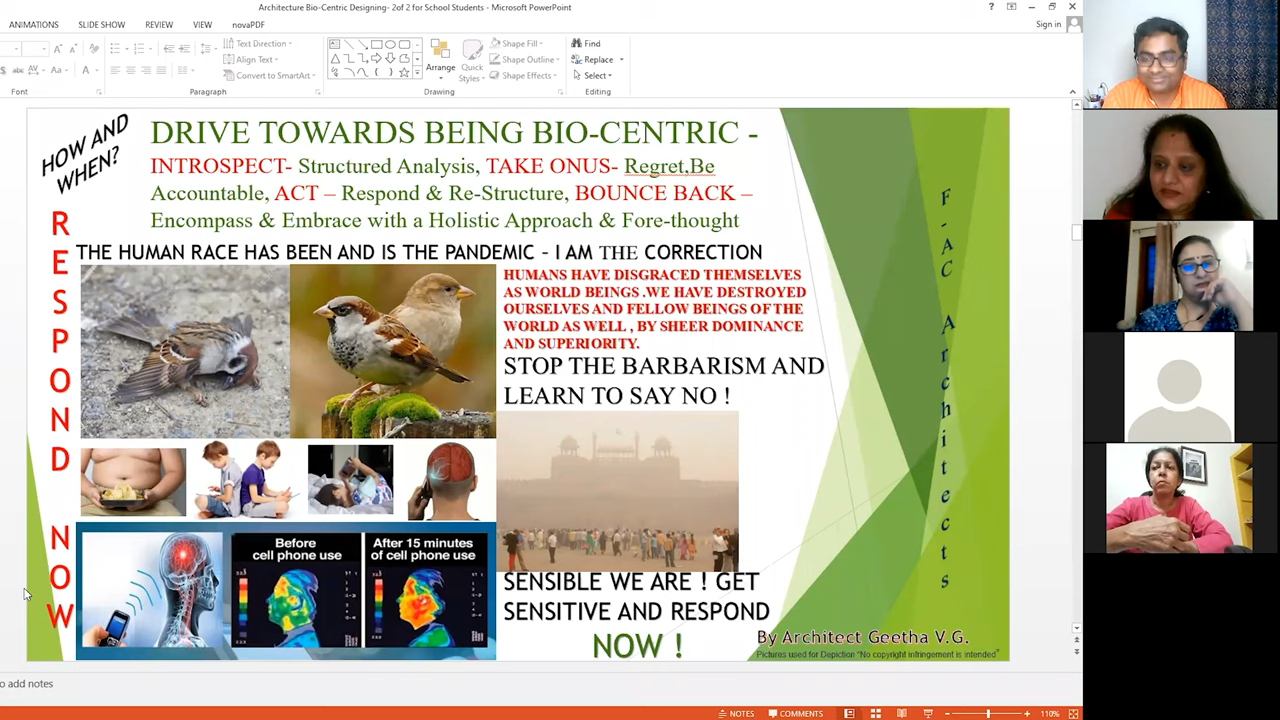 Architecture Bio-Centric Designing- 2of 2 for School Students - Microsoft PowerPoint
?
Sign in
ANIMATIONS SLIDE SHOW REVIEW VIEW novaPDF
Text Direction
Align Text
Convert to SmartArt
Arrange
Quick
Styles
Shape Fill
Shape Outline
Shape Effects
Find
Replace
Select
Font Paragraph Drawing Editing
HOW AND
WHEN?
RESPOND NOW
DRIVE TOWARDS BEING BIO-CENTRIC -
INTROSPECT- Structured Analysis, TAKE ONUS- Regret,Be
Accountable, ACT – Respond & Re-Structure, BOUNCE BACK –
Encompass & Embrace with a Holistic Approach & Fore-thought
THE HUMAN RACE HAS BEEN AND IS THE PANDEMIC - I AM THE CORRECTION
HUMANS HAVE DISGRACED THEMSELVES
AS WORLD BEINGS .WE HAVE DESTROYED
OURSELVES AND FELLOW BEINGS OF THE
WORLD AS WELL , BY SHEER DOMINANCE
AND SUPERIORITY.
STOP THE BARBARISM AND
LEARN TO SAY NO !
Before
cell phone use
After 15 minutes
of cell phone use
SENSIBLE WE ARE ! GET
SENSITIVE AND RESPOND
NOW !
F-AC Architects
By Architect Geetha V.G.
Pictures used for Depiction "No copyright infringement is intended"
o add notes
NOTES COMMENTS 110%